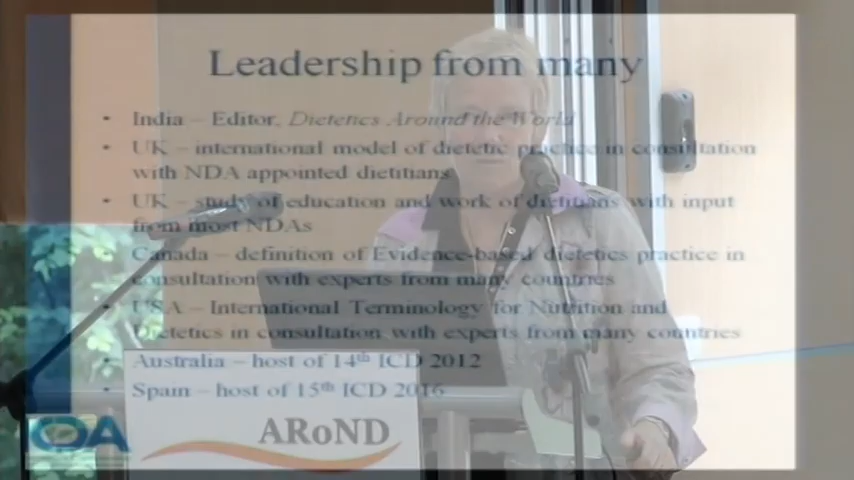 Leadership from many
• India – Editor, Dietetics Around the World
• UK – international model of dietetic practice in consultation
with NDA appointed dietitians
• UK – study of education and work of dietitians with input
from most NDAs
Canada – definition of Evidence-based dietetics practice in
consultation with experts from many countries
• USA – International Terminology for Nutrition and
Dietetics in consultation with experts from many countries
• Australia – host of 14th ICD 2012
• Spain – host of 15th ICD 2016
ARoND